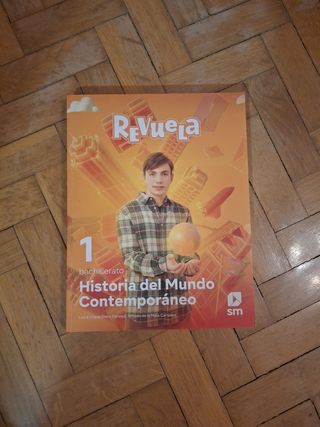 ReVueLa
1
bachillerato
Historia del Mundo
Contemporáneo
sm